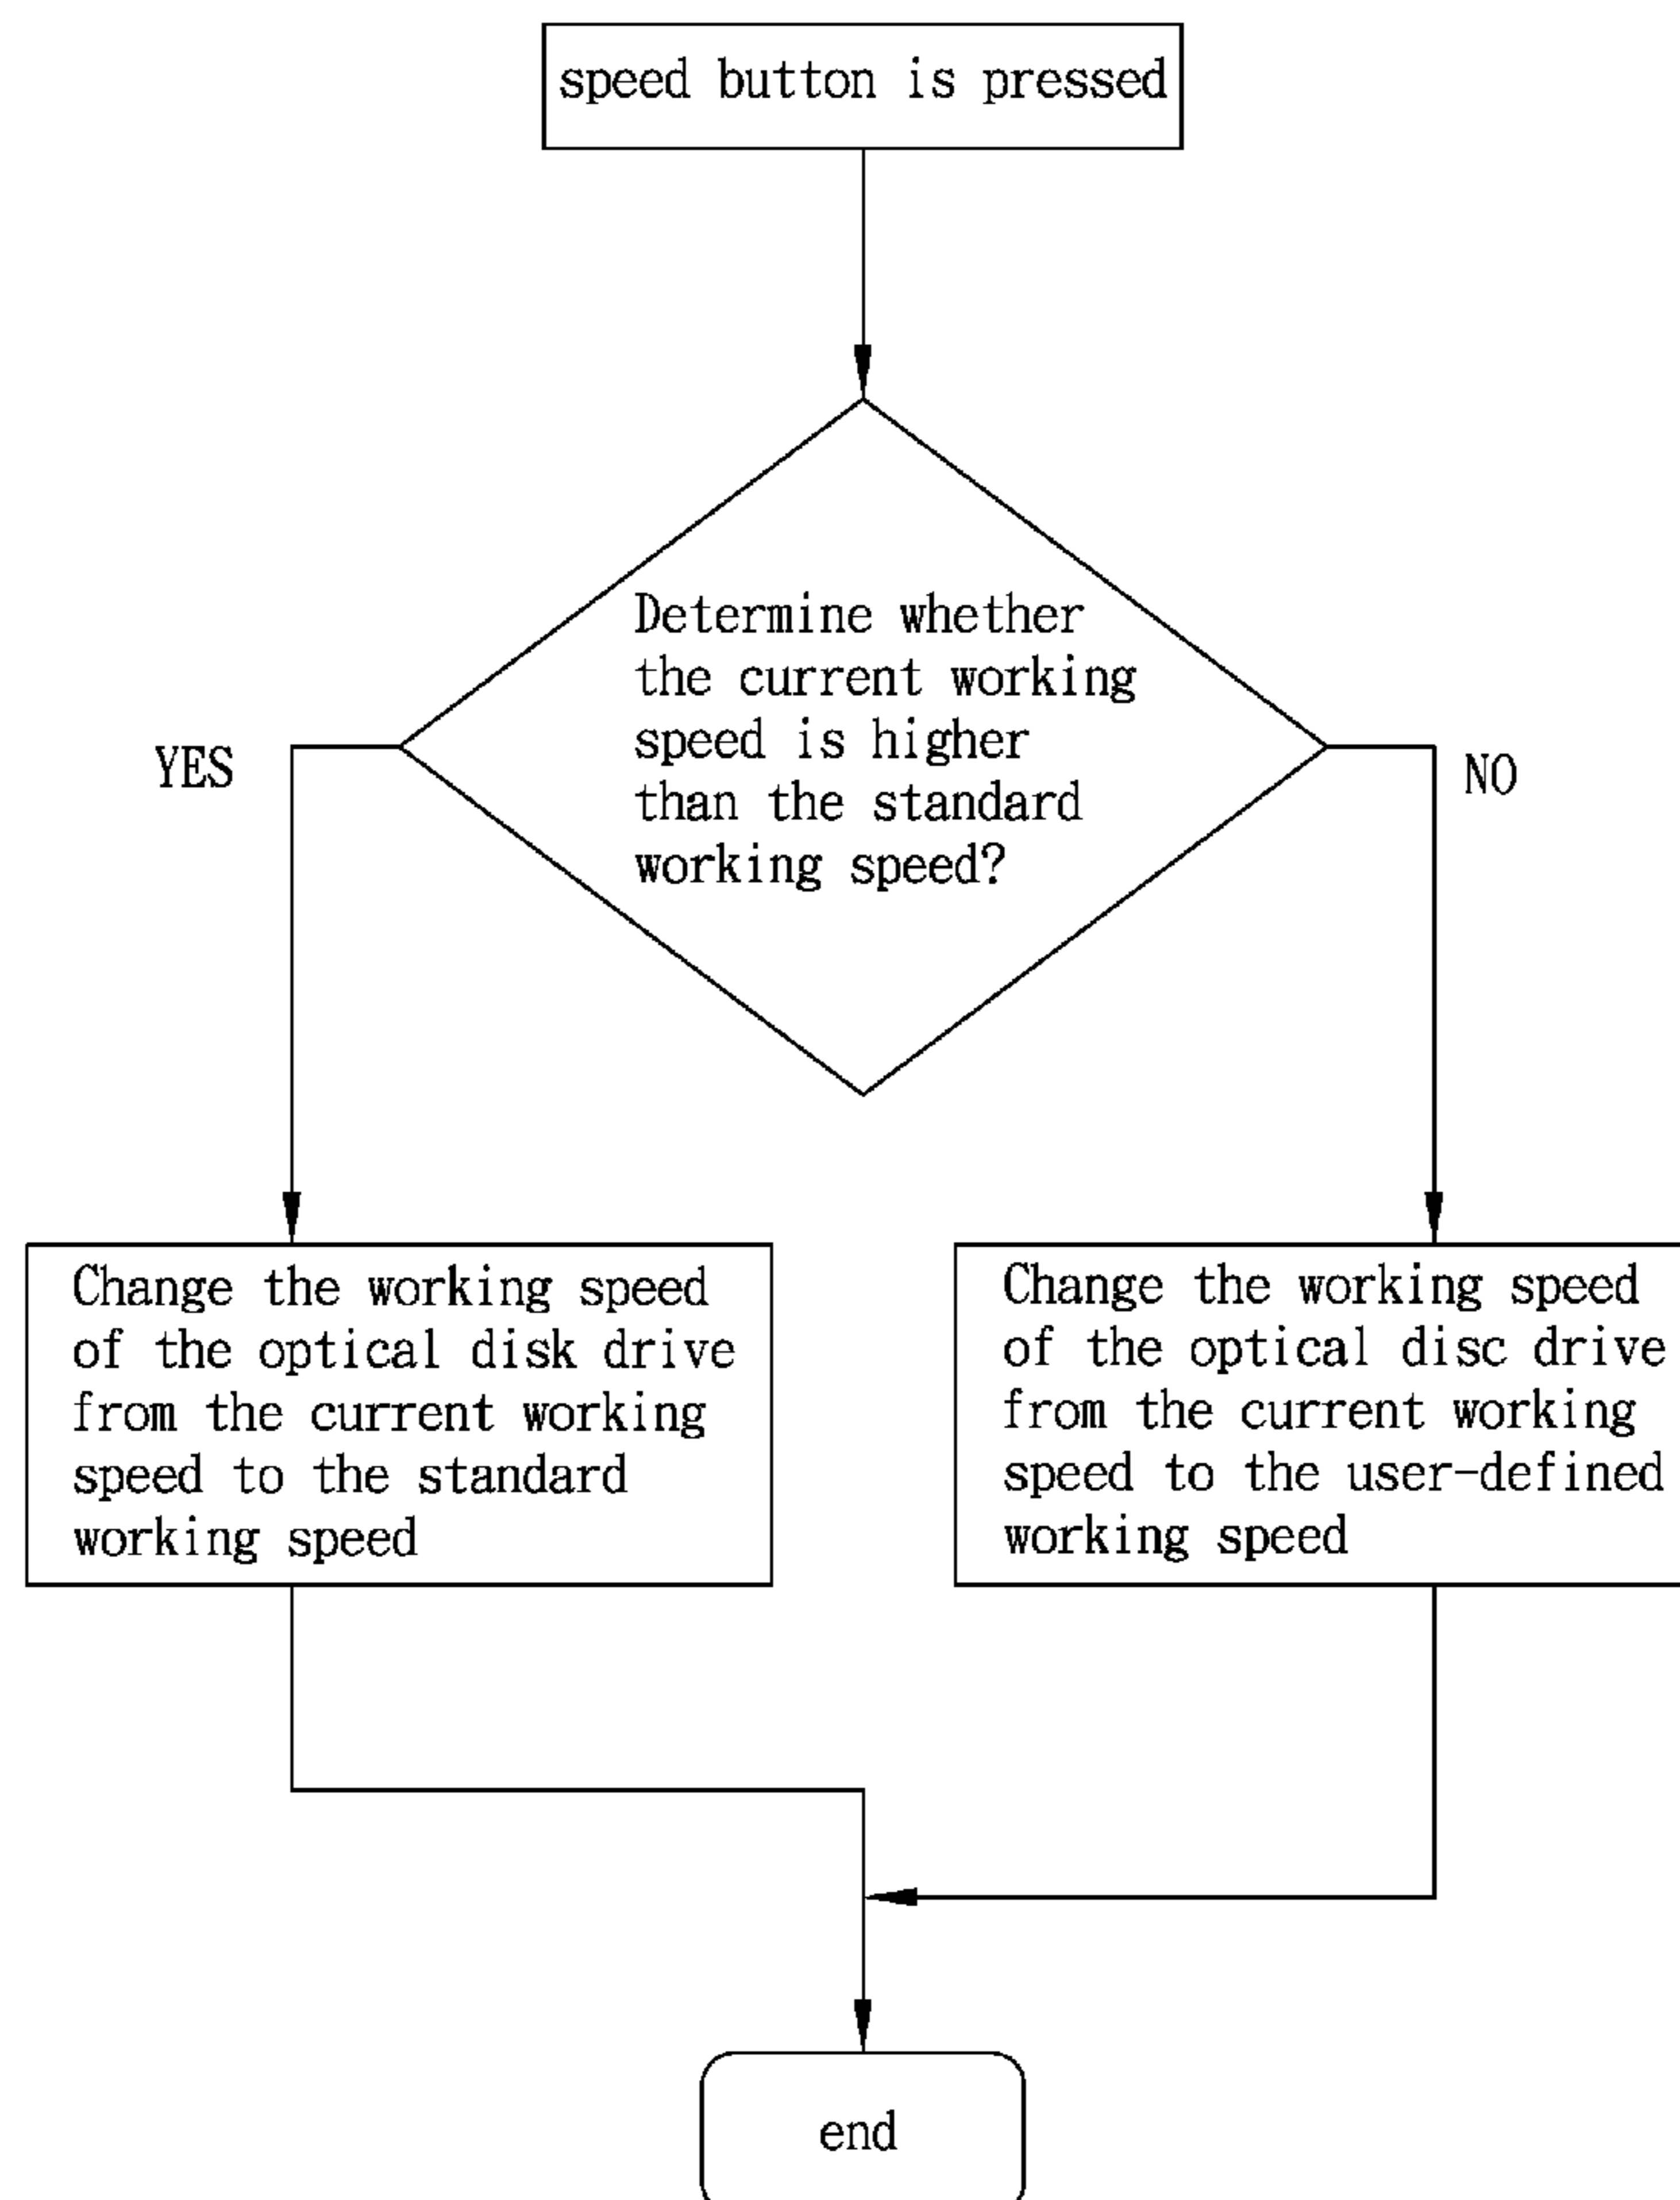 speed button is pressed
Determine whether
the current working
speed is higher
than the standard
working speed?
YES
NO
Change the working speed
of the optical disk drive
from the current working
speed to the standard
working speed
Change the working speed
of the optical disc drive
from the current working
speed to the user-defined
working speed
end